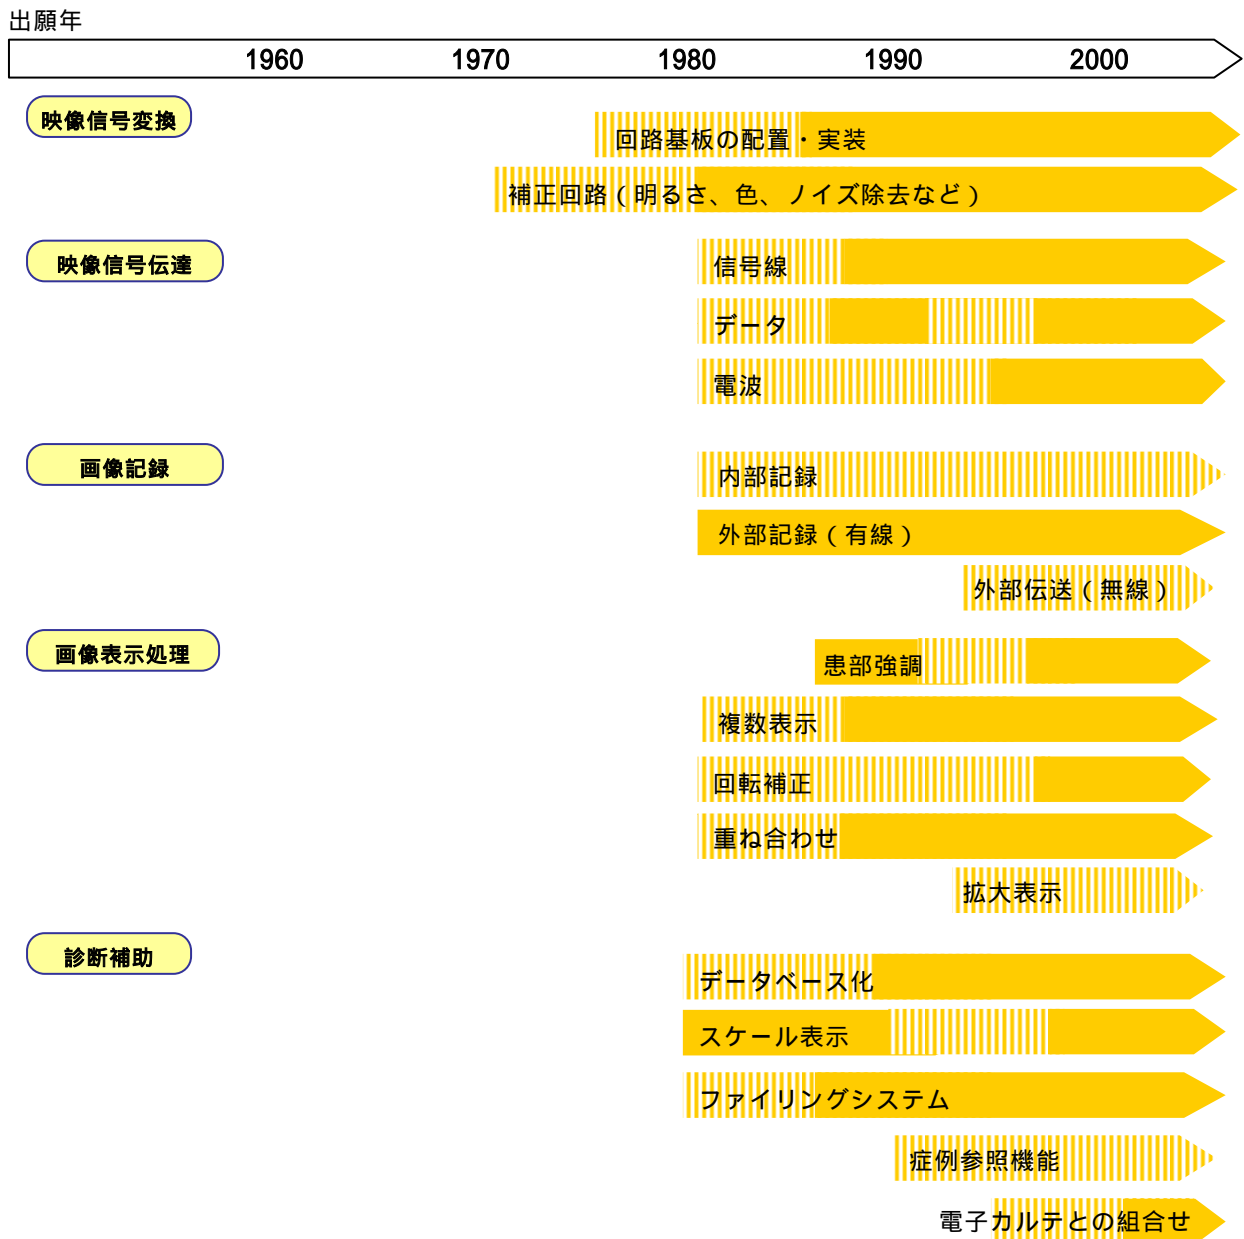 出願年
1960 1970 1980 1990 2000
映像信号変換
回路基板の配置・実装
補正回路（明るさ、色、ノイズ除去など）
映像信号伝達
信号線
データ
電波
画像記録
内部記録
外部記録（有線）
外部伝送（無線）
画像表示処理
患部強調
複数表示
回転補正
重ね合わせ
拡大表示
診断補助
データベース化
スケール表示
ファイリングシステム
症例参照機能
電子カルテとの組合せ